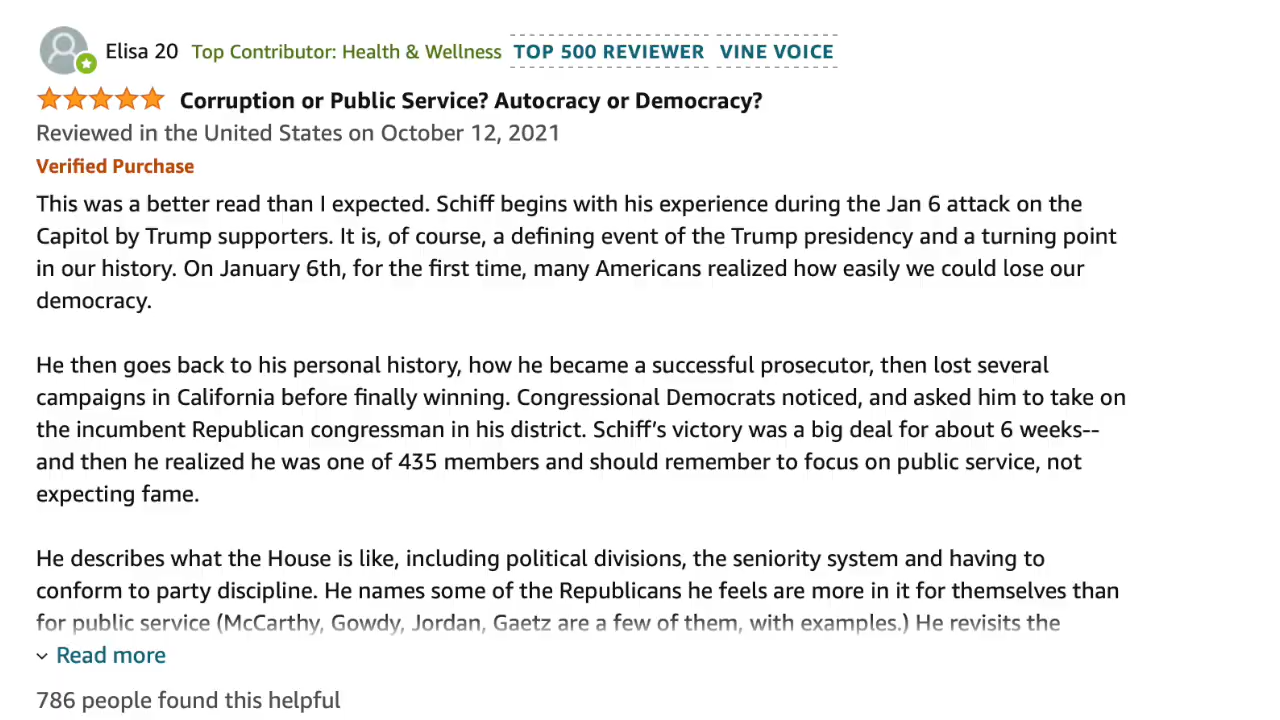 Elisa 20 Top Contributor: Health & Wellness TOP 500 REVIEWER VINE VOICE
Corruption or Public Service? Autocracy or Democracy?
Reviewed in the United States on October 12, 2021
Verified Purchase
This was a better read than I expected. Schiff begins with his experience during the Jan 6 attack on the
Capitol by Trump supporters. It is, of course, a defining event of the Trump presidency and a turning point
in our history. On January 6th, for the first time, many Americans realized how easily we could lose our
democracy.
He then goes back to his personal history, how he became a successful prosecutor, then lost several
campaigns in California before finally winning. Congressional Democrats noticed, and asked him to take on
the incumbent Republican congressman in his district. Schiff's victory was a big deal for about 6 weeks--
and then he realized he was one of 435 members and should remember to focus on public service, not
expecting fame.
He describes what the House is like, including political divisions, the seniority system and having to
conform to party discipline. He names some of the Republicans he feels are more in it for themselves than
for public service (McCarthy, Gowdy, Jordan, Gaetz are a few of them, with examples.) He revisits the
Read more
786 people found this helpful